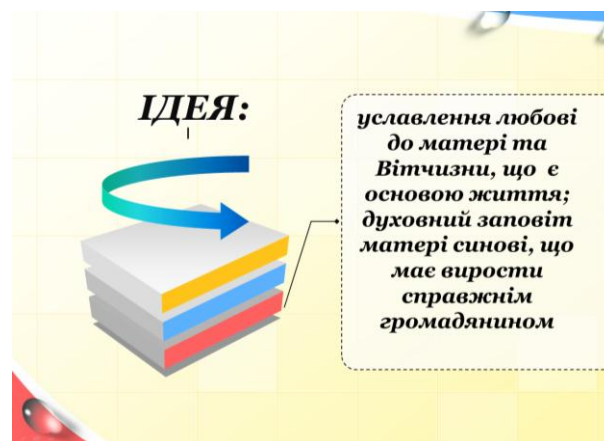 ІДЕЯ:
уславлення любові
до матері та
Вітчизни, що є
основою життя;
духовний заповіт
матері синові, що
має вирости
справжнім
громадянином